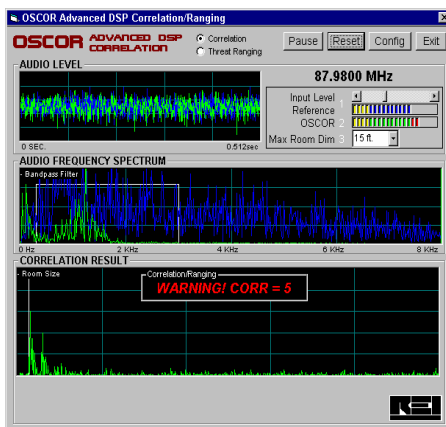 OSCOR Advanced DSP Correlation/Ranging
OSCOR ADVANCED DSP CORRELATION
Correlation
Threat Ranging
Pause Reset Config Exit
AUDIO LEVEL
0 SEC. 0.512sec
87.9800 MHz
Input Level 1
Reference
OSCOR 2
Max Room Dim 3 15 ft.
AUDIO FREQUENCY SPECTRUM
- Bandpass Filter
0 Hz 2 KHz 4 KHz 6 KHz 8 KHz
CORRELATION RESULT
- Room Size
Correlation/Ranging
WARNING! CORR = 5
REI